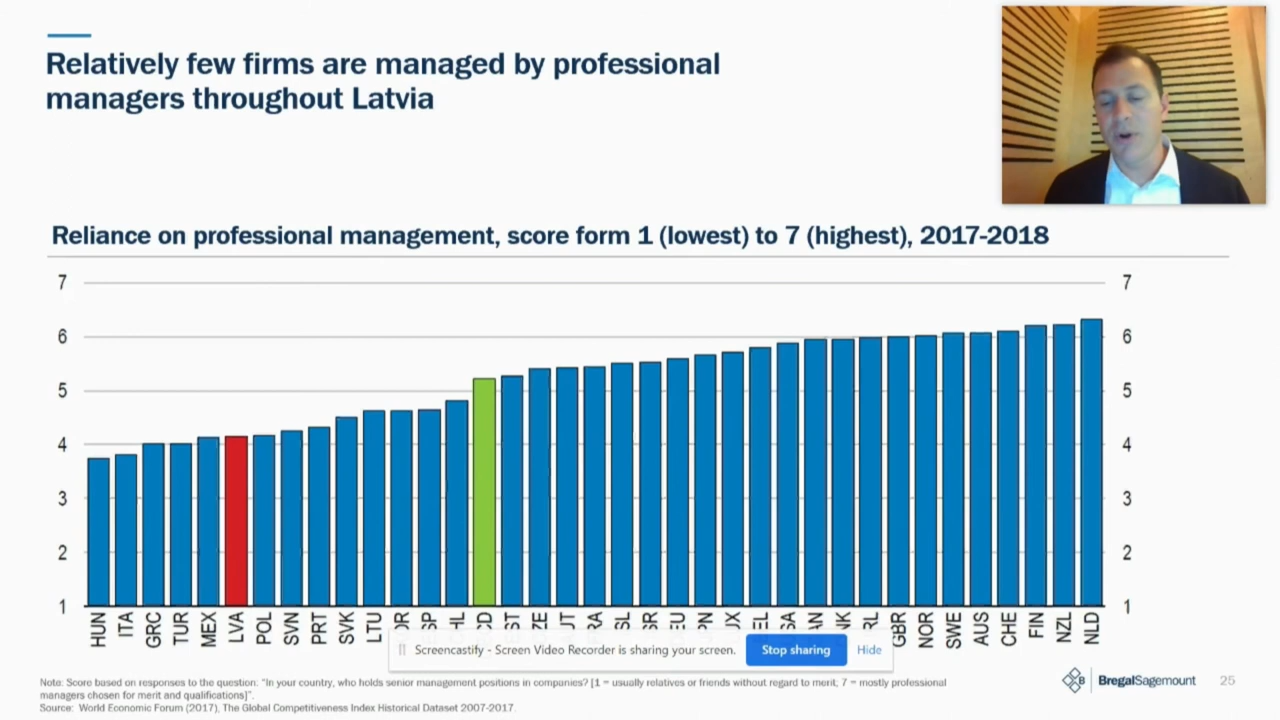 Relatively few firms are managed by professional
managers throughout Latvia
Reliance on professional management, score form 1 (lowest) to 7 (highest), 2017-2018
7 7
6 6
5 5
4 4
3 3
2 2
1 1
HUN ITA GRC TUR MEX LVA POL SVN PRT SVK LTU GBR NOR SWE AUS CHE FIN NZL NLD
Screencastify - Screen Video Recorder is sharing your screen. Stop sharing Hide
Note: Score based on responses to the question: "In your country, who holds senior management positions in companies? [1 = usually relatives or friends without regard to merit; 7 = mostly professional
managers chosen for merit and qualifications]".
Source: World Economic Forum (2017), The Global Competitiveness Index Historical Dataset 2007-2017.
B BregalSagemount 25